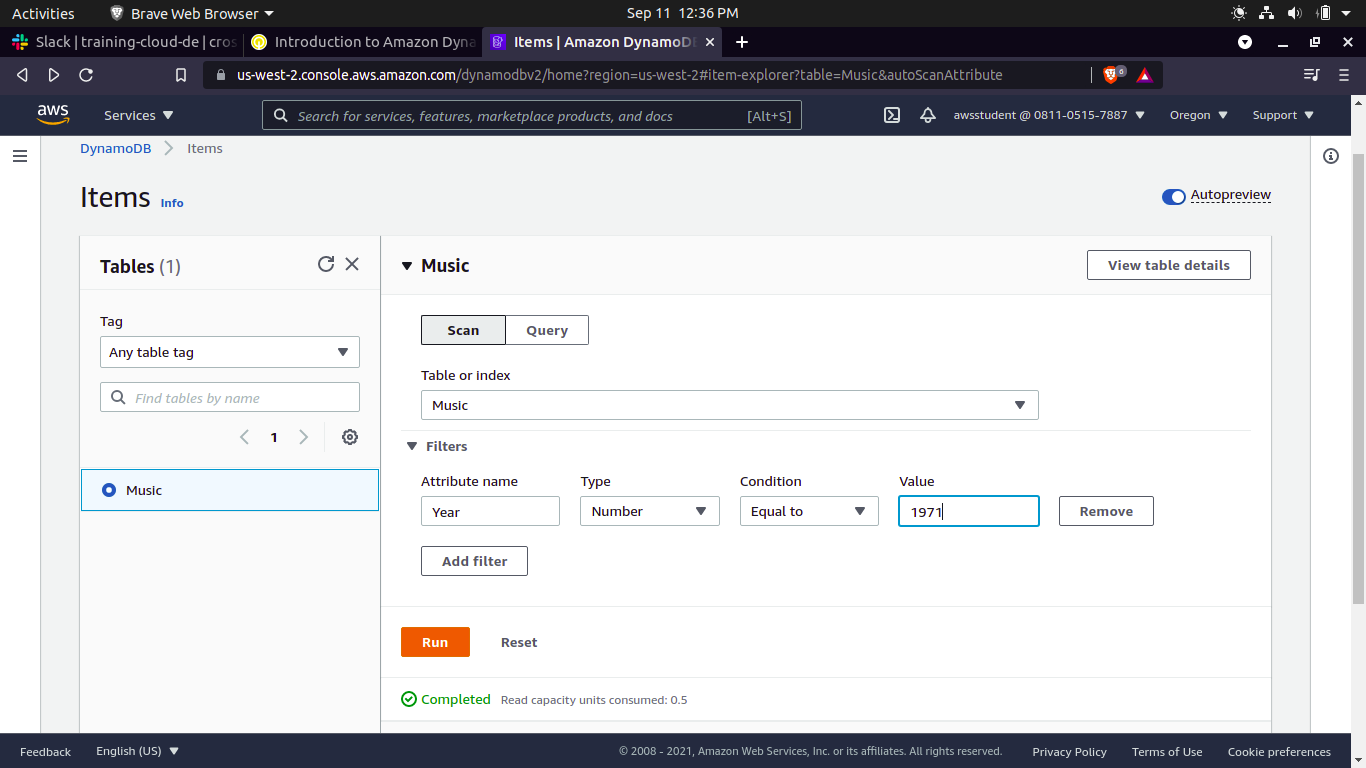 Activities Brave Web Browser Sep 11 12:36 PM
Slack | training-cloud-de | cros Introduction to Amazon Dyna Items | Amazon DynamoDB
us-west-2.console.aws.amazon.com/dynamodbv2/home?region=us-west-2#item-explorer?table=Music&autoScanAttribute 6
aws Services Search for services, features, marketplace products, and docs [Alt+S] awsstudent @ 0811-0515-7887 Oregon Support
DynamoDB Items
Items Info Autopreview
Tables (1) Music View table details
Tag Scan Query
Any table tag
Table or index
Find tables by name Music
1
Filters
Attribute name Type Condition Value
Music Year Number Equal to 1971 Remove
Add filter
Run Reset
Completed Read capacity units consumed: 0.5
Feedback English (US) © 2008 - 2021, Amazon Web Services, Inc. or its affiliates. All rights reserved. Privacy Policy Terms of Use Cookie preferences